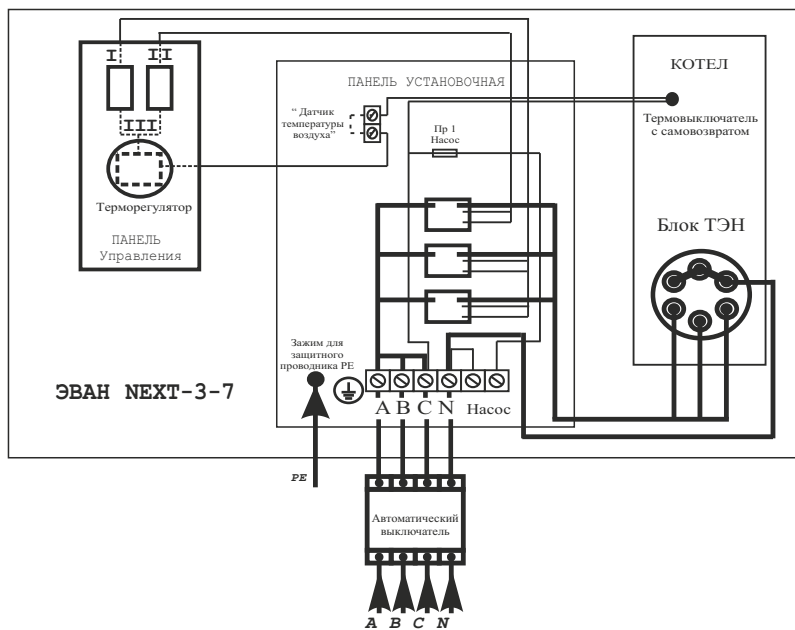 I II
III
Терморегулятор
ПАНЕЛЬ
Управления
ПАНЕЛЬ УСТАНОВОЧНАЯ
“ Датчик
температуры
воздуха”
Пр 1
Насос
КОТЕЛ
Термовыключатель
с самовозвратом
Блок ТЭН
Зажим для
защитного
проводника РЕ
ЭВАН NEXT-3-7
A B C N Насос
PE
Автоматический
выключатель
A B C N